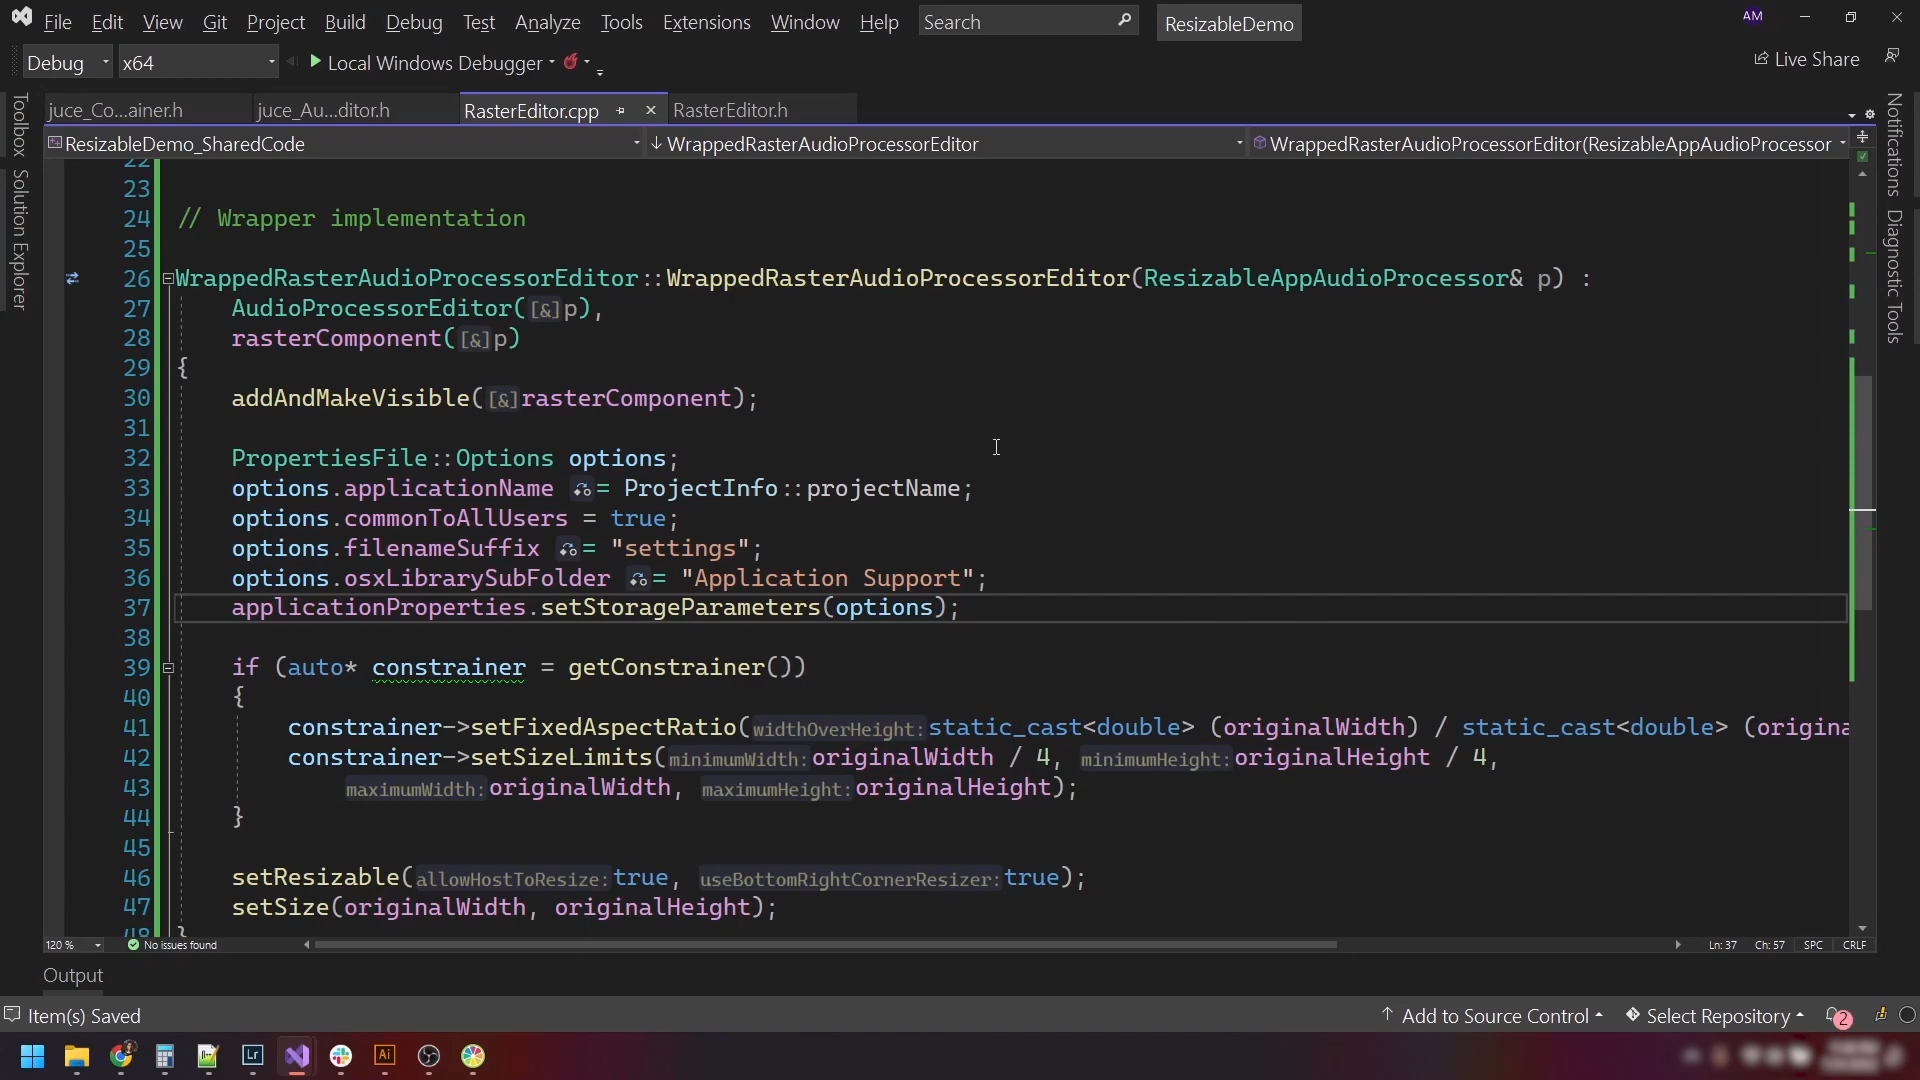 File Edit View Git Project Build Debug Test Analyze Tools Extensions Window Help Search ResizableDemo AM
Debug x64 Local Windows Debugger Live Share
juce_Co...ainer.h juce_Au...ditor.h RasterEditor.cpp RasterEditor.h
ResizableDemo_SharedCode WrappedRasterAudioProcessorEditor WrappedRasterAudioProcessorEditor(ResizableAppAudioProcessor
Toolbox
Solution Explorer
Notifications
Diagnostic Tools
22
23
24 // Wrapper implementation
25
26 WrappedRasterAudioProcessorEditor::WrappedRasterAudioProcessorEditor(ResizableAppAudioProcessor& p) :
27 AudioProcessorEditor([&]p),
28 rasterComponent([&]p)
29 {
30 addAndMakeVisible([&]rasterComponent);
31
32 PropertiesFile::Options options;
33 options.applicationName = ProjectInfo::projectName;
34 options.commonToAllUsers = true;
35 options.filenameSuffix = "settings";
36 options.osxLibrarySubFolder = "Application Support";
37 applicationProperties.setStorageParameters(options);
38
39 if (auto* constrainer = getConstrainer())
40 {
41 constrainer->setFixedAspectRatio(widthOverHeight: static_cast<double> (originalWidth) / static_cast<double> (origina
42 constrainer->setSizeLimits(minimumWidth: originalWidth / 4, minimumHeight: originalHeight / 4,
43 maximumWidth: originalWidth, maximumHeight: originalHeight);
44 }
45
46 setResizable(allowHostToResize: true, useBottomRightCornerResizer: true);
47 setSize(originalWidth, originalHeight);
48 }
120 % No issues found Ln: 37 Ch: 57 SPC CRLF
Output
Item(s) Saved Add to Source Control Select Repository 2
Lr Ai